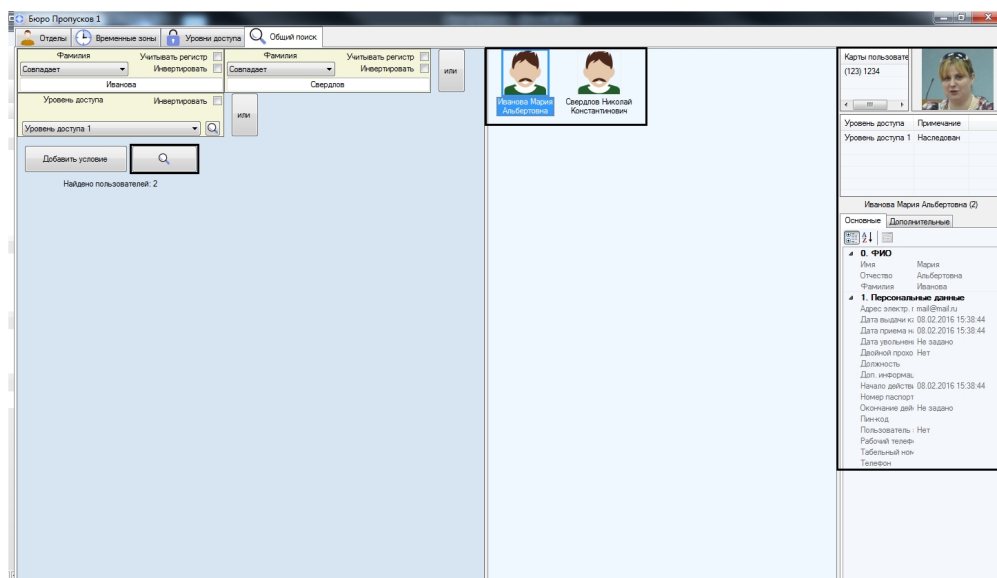 Бюро Пропусков 1
Отделы Временные зоны Уровни доступа Общий поиск
Фамилия Учитывать регистр
Совпадает Инвертировать
Иванова
Фамилия Учитывать регистр
Совпадает Инвертировать
Свердлов
или
Уровень доступа Инвертировать
Уровень доступа 1
или
Добавить условие
Найдено пользователей: 2
Иванова Мария
Альбертовна
Свердлов Николай
Константинович
Карты пользовате
(123) 1234
Уровень доступа Примечание
Уровень доступа 1 Наследован
Иванова Мария Альбертовна (2)
Основные Дополнительные
0. ФИО
Имя Мария
Отчество Альбертовна
Фамилия Иванова
1. Персональные данные
Адрес электр. г mail@mail.ru
Дата выдачи ка 08.02.2016 15:38:44
Дата приема на 08.02.2016 15:38:44
Дата увольнени Не задано
Двойной прохо Нет
Должность
Доп. информац
Начало действи 08.02.2016 15:38:44
Номер паспорт
Окончание дей Не задано
Пин-код
Пользователь Нет
Рабочий телеф
Табельный ном
Телефон